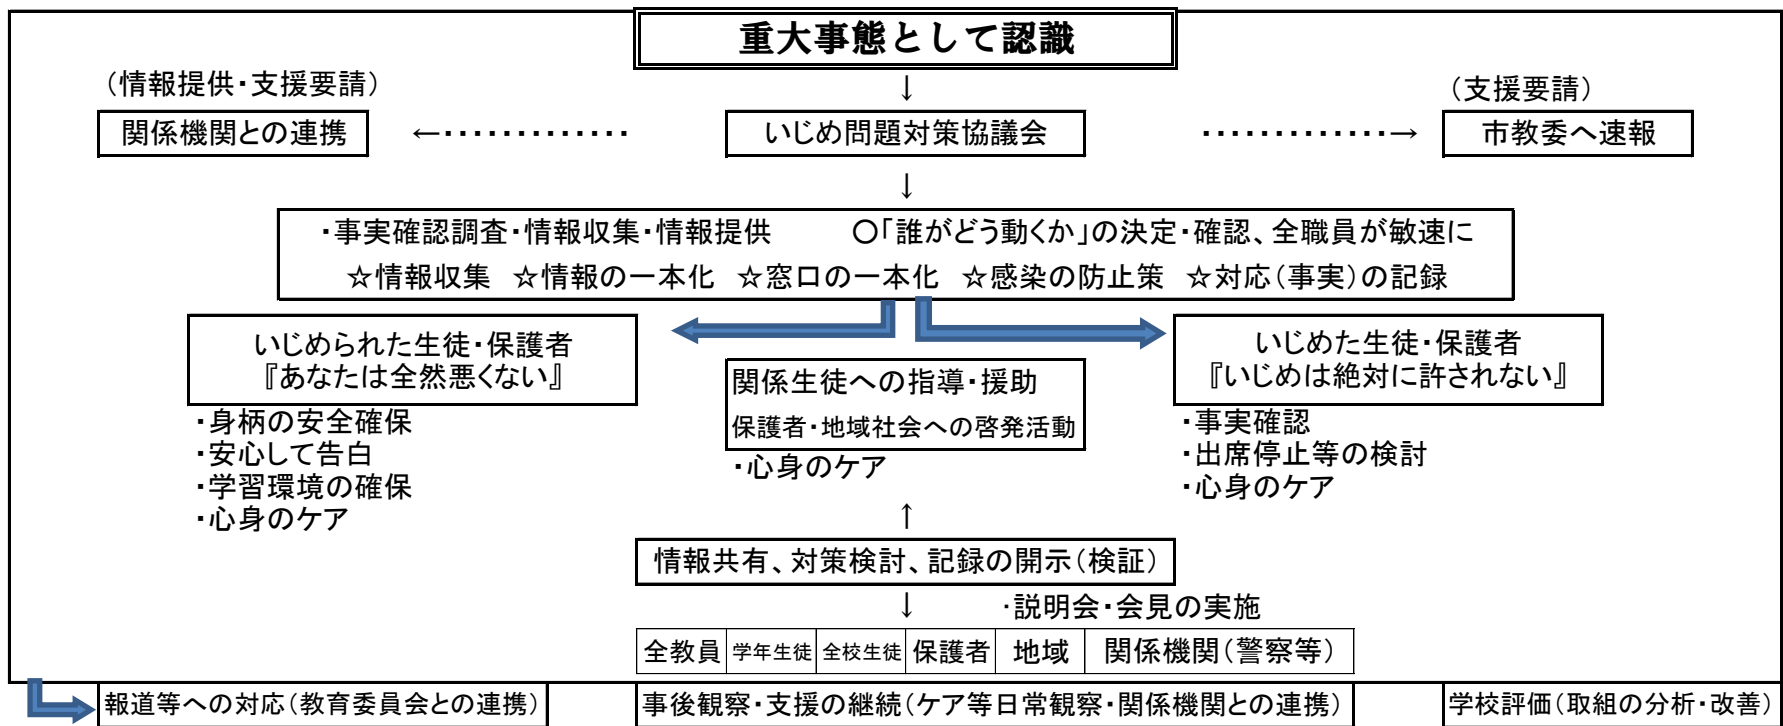 重大事態として認識
(情報提供・支援要請)
↓
(支援要請)
関係機関との連携
←・・・・・・・・・・・・・
いじめ問題対策協議会
・・・・・・・・・・・・・→
市教委へ速報
↓
・事実確認調査・情報収集・情報提供 〇「誰がどう動くか」の決定・確認、全職員が敏速に
☆情報収集 ☆情報の一本化 ☆窓口の一本化 ☆感染の防止策 ☆対応(事実)の記録
いじめられた生徒・保護者
『あなたは全然悪くない』
・身柄の安全確保
・安心して告白
・学習環境の確保
・心身のケア
関係生徒への指導・援助
保護者・地域社会への啓発活動
・心身のケア
いじめた生徒・保護者
『いじめは絶対に許されない』
・事実確認
・出席停止等の検討
・心身のケア
↑
情報共有、対策検討、記録の開示(検証)
↓ ・説明会・会見の実施
全教員 学年生徒 全校生徒 保護者 地域 関係機関(警察等)
報道等への対応(教育委員会との連携)
事後観察・支援の継続(ケア等日常観察・関係機関との連携)
学校評価(取組の分析・改善)